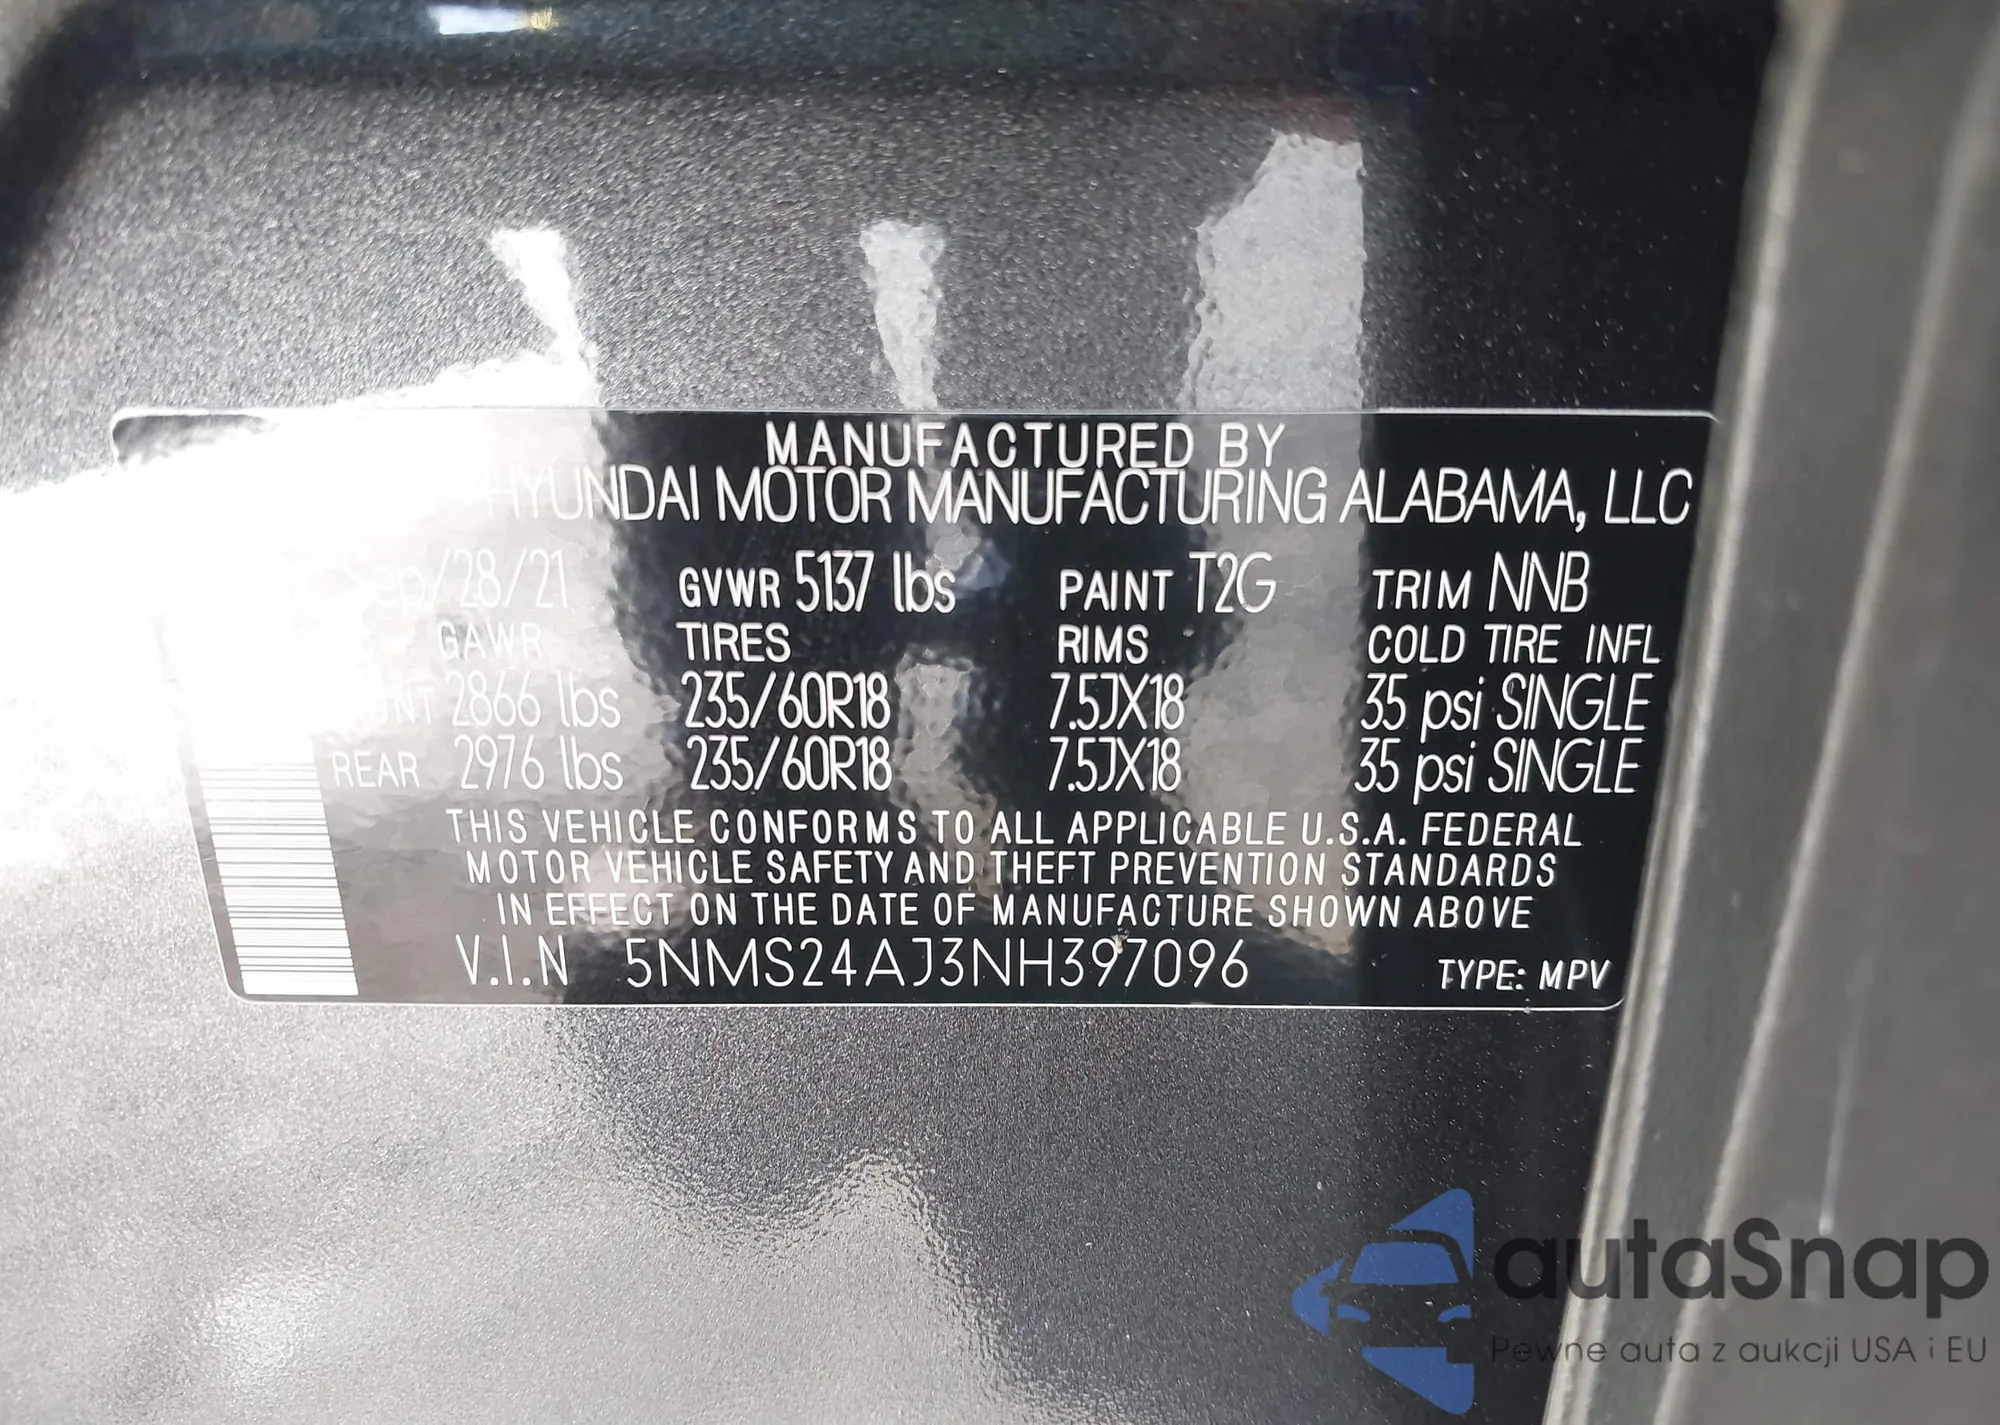 MANUFACTURED BY
HYUNDAI MOTOR MANUFACTURING ALABAMA, LLC
Sep/28/21 GVWR 5137 lbs PAINT T2G TRIM NNB
GAWR TIRES RIMS COLD TIRE INFL
2866 lbs 235/60R18 7.5JX18 35 psi SINGLE
REAR 2976 lbs 235/60R18 7.5JX18 35 psi SINGLE
THIS VEHICLE CONFORMS TO ALL APPLICABLE U.S.A. FEDERAL
MOTOR VEHICLE SAFETY AND THEFT PREVENTION STANDARDS
IN EFFECT ON THE DATE OF MANUFACTURE SHOWN ABOVE
V.I.N 5NMS24AJ3NH397096 TYPE: MPV
autaSnap
Pewne auta z aukcji USA i EU